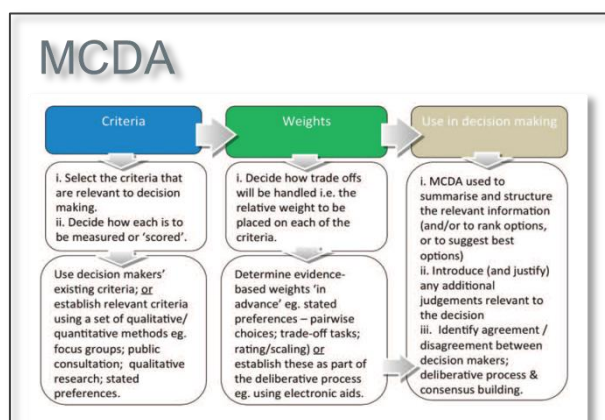 MCDA
Criteria
Weights
Use in decision making
i. Select the criteria that
are relevant to decision
making.
ii. Decide how each is to
be measured or ‘scored’.
i. Decide how trade offs
will be handled i.e. the
relative weight to be
placed on each of the
criteria.
i. MCDA used to
summarise and structure
the relevant information
(and/or to rank options,
or to suggest best
options)
ii. Introduce (and justify)
any additional
judgements relevant to
the decision
iii. Identify agreement /
disagreement between
decision makers;
deliberative process &
consensus building.
Use decision makers’
existing criteria; or
establish relevant criteria
using a set of qualitative/
quantitative methods eg.
focus groups; public
consultation; qualitative
research; stated
preferences.
Determine evidence-
based weights ‘in
advance’ eg. stated
preferences – pairwise
choices; trade-off tasks;
rating/scaling) or
establish these as part of
the deliberative process
eg. using electronic aids.